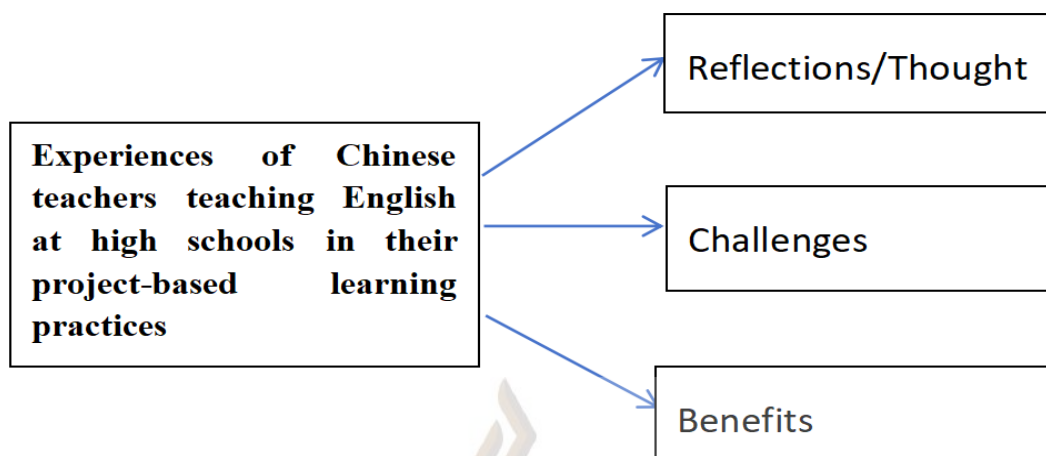 Experiences of Chinese
teachers teaching English
at high schools in their
project-based learning
practices
Reflections/Thought
Challenges
Benefits